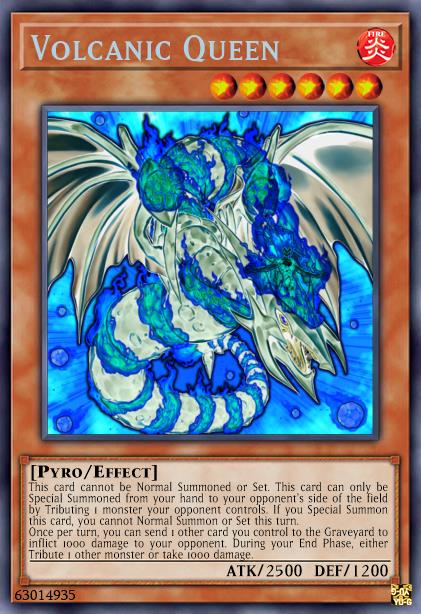 Volcanic Queen
FIRE
炎
[Pyro/Effect]
This card cannot be Normal Summoned or Set. This card can only be
Special Summoned from your hand to your opponent's side of the field
by Tributing 1 monster your opponent controls. If you Special Summon
this card, you cannot Normal Summon or Set this turn.
Once per turn, you can send 1 other card you control to the Graveyard to
inflict 1000 damage to your opponent. During your End Phase, either
Tribute 1 other monster or take 1000 damage.
ATK/2500 DEF/1200
63014935